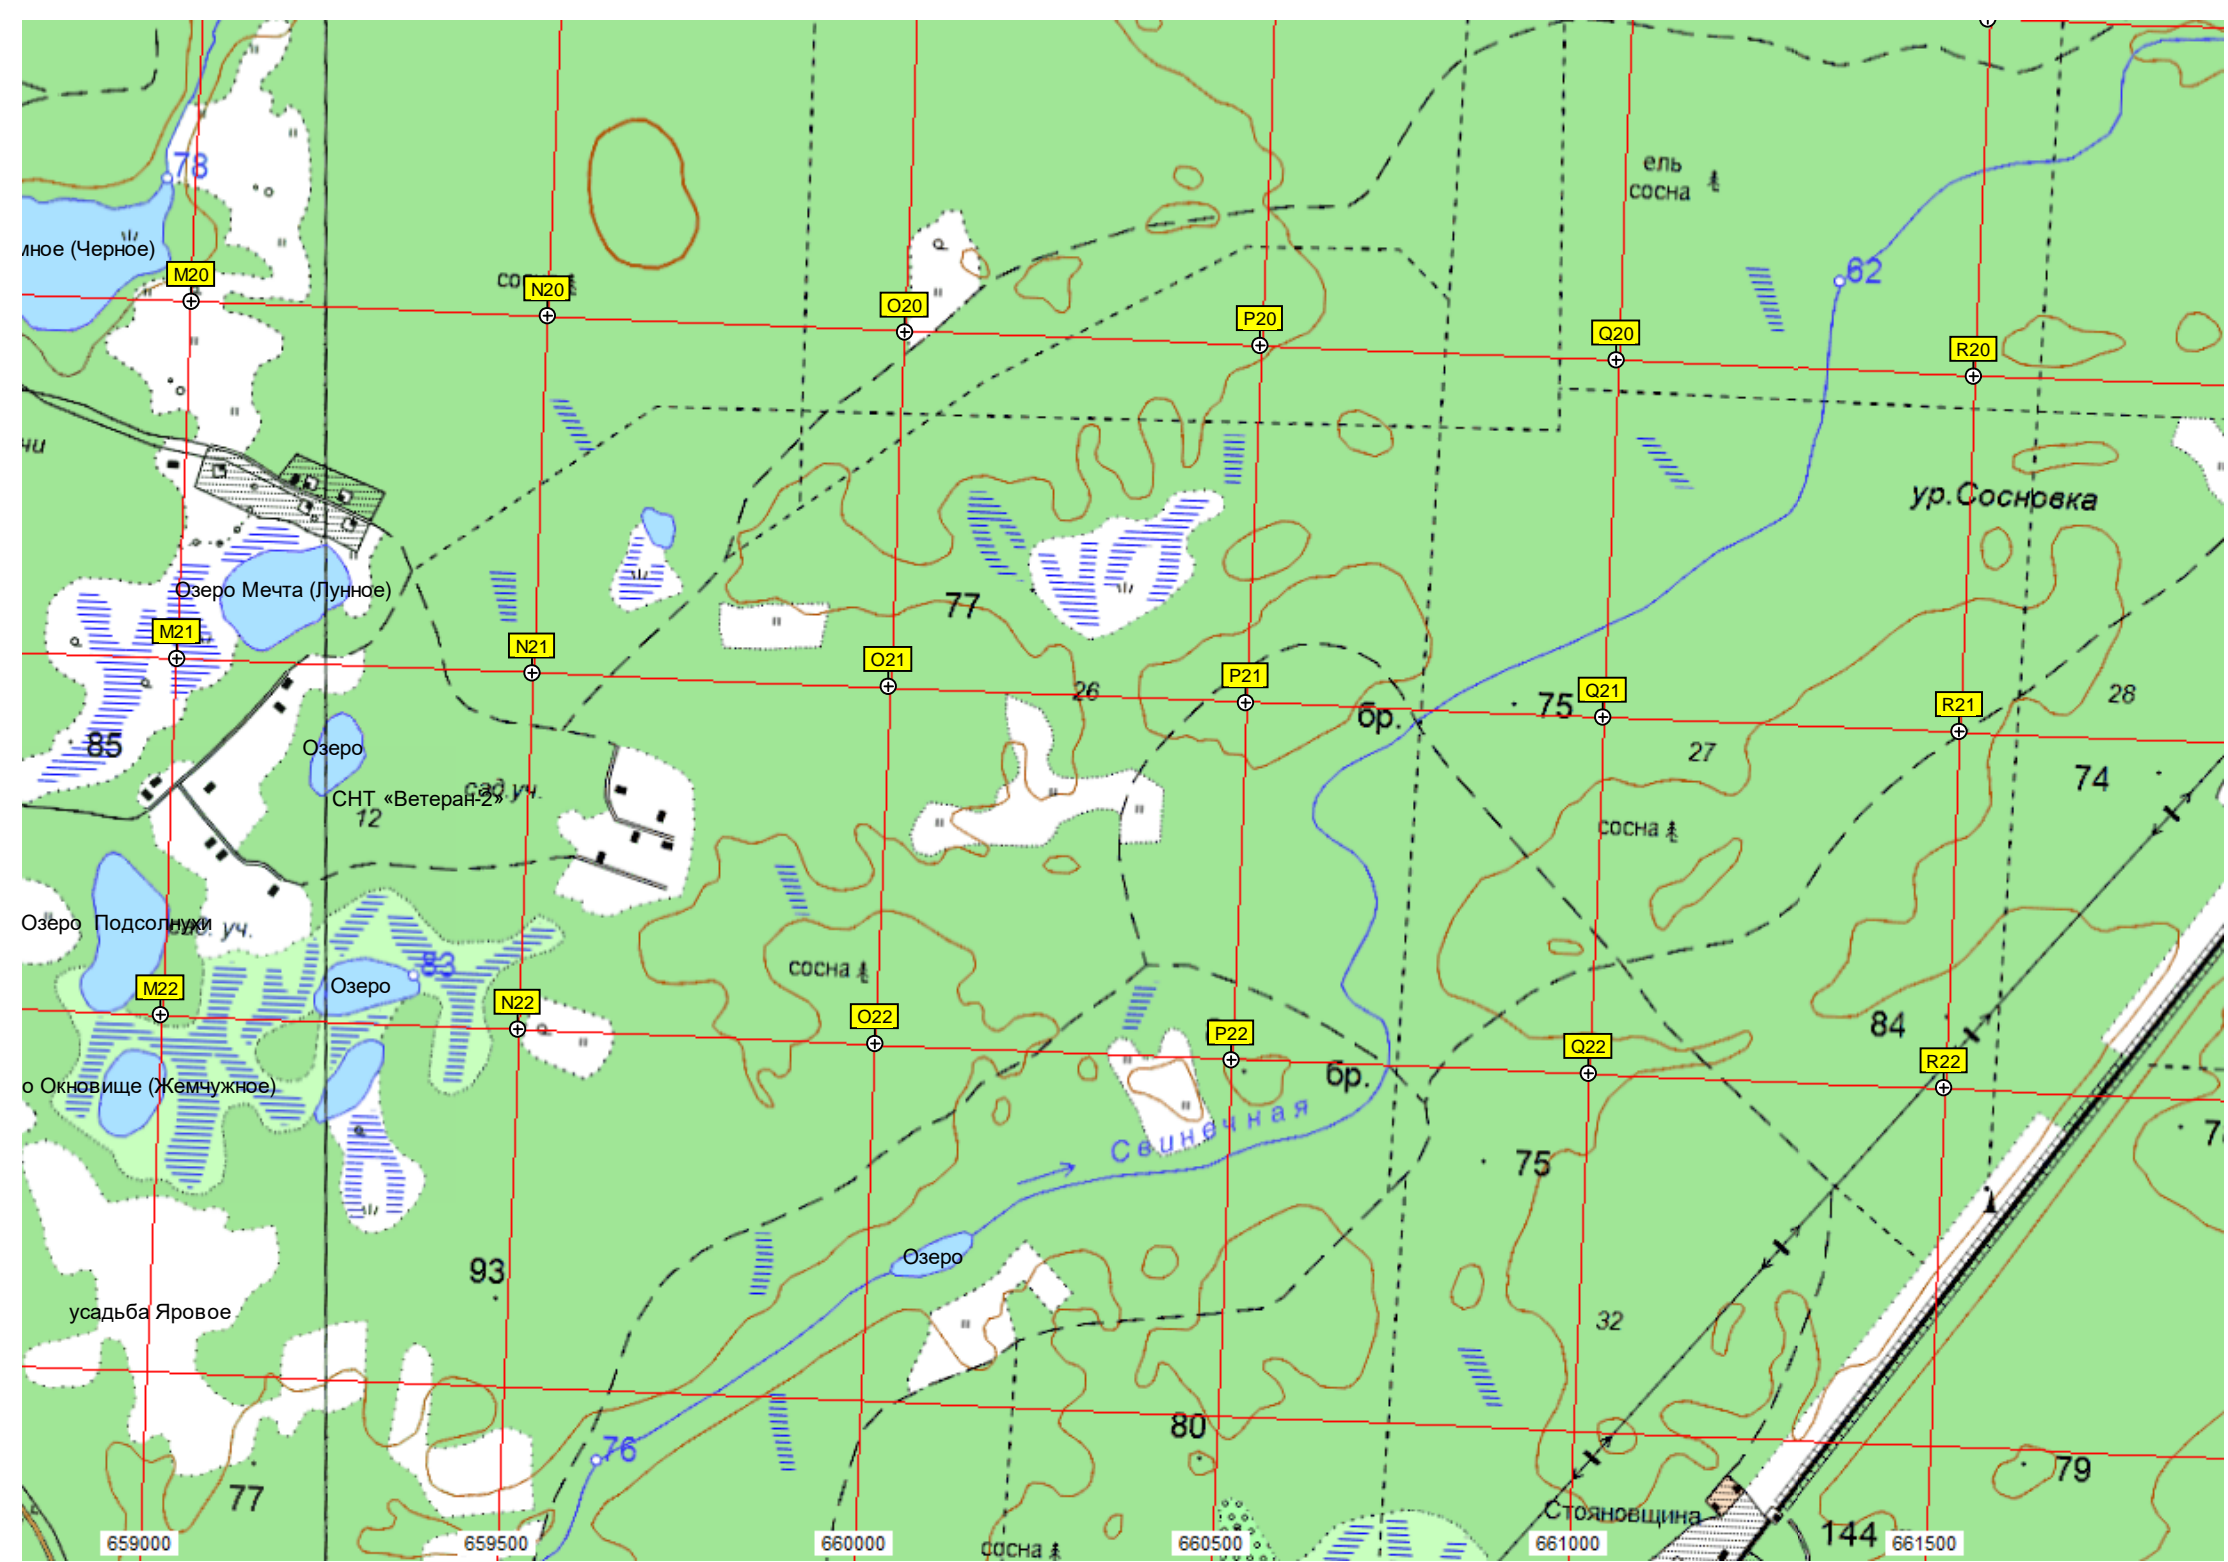 78
ель
сосна
мное (Черное)
62
M20
N20
O20
P20
Q20
R20
чи
ур.Сосновка
Озеро Мечта (Лунное)
77
M21
N21
O21
P21
Q21
R21
26
28
бр.
75
85
Озеро
27
74
сад.уч.
СНТ «Ветеран-2»
12
сосна
Озеро Подсолнухи
уч.
83
сосна
Озеро
M22
N22
O22
P22
Q22
R22
84
бр.
о Окновище (Жемчужное)
Свинечная
75
Озеро
93
усадьба Яровое
32
80
76
79
77
Стояновщина
144
сосна
659000
659500
660000
660500
661000
661500